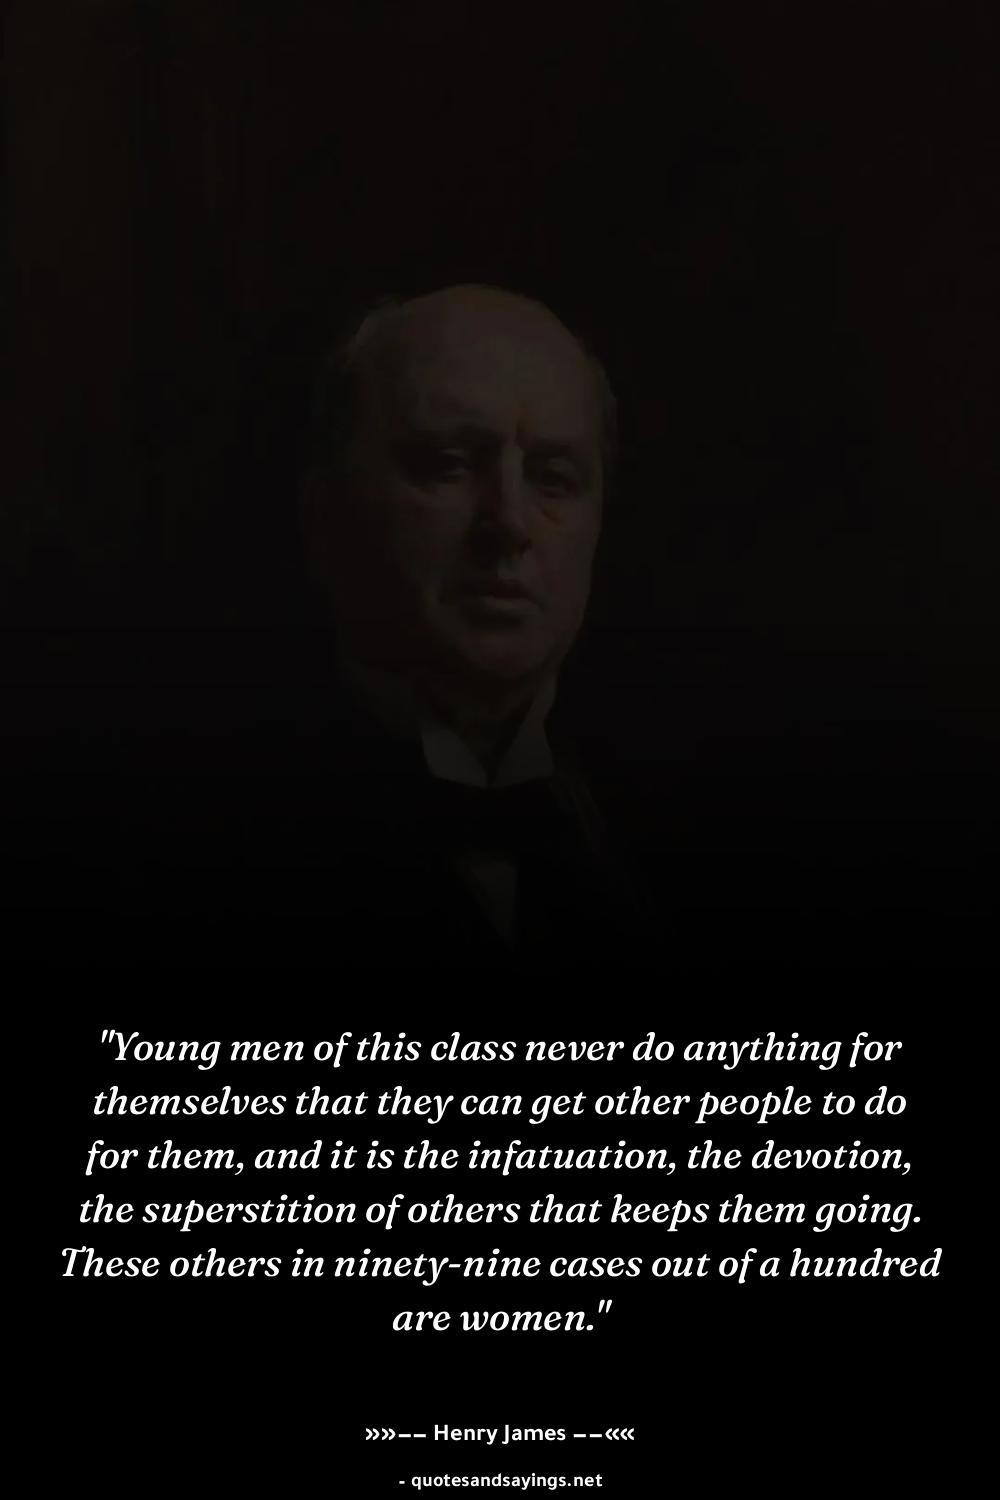 "Young men of this class never do anything for
themselves that they can get other people to do
for them, and it is the infatuation, the devotion,
the superstition of others that keeps them going.
These others in ninety-nine cases out of a hundred
are women."
»»−− Henry James −−««
- quotesandsayings.net